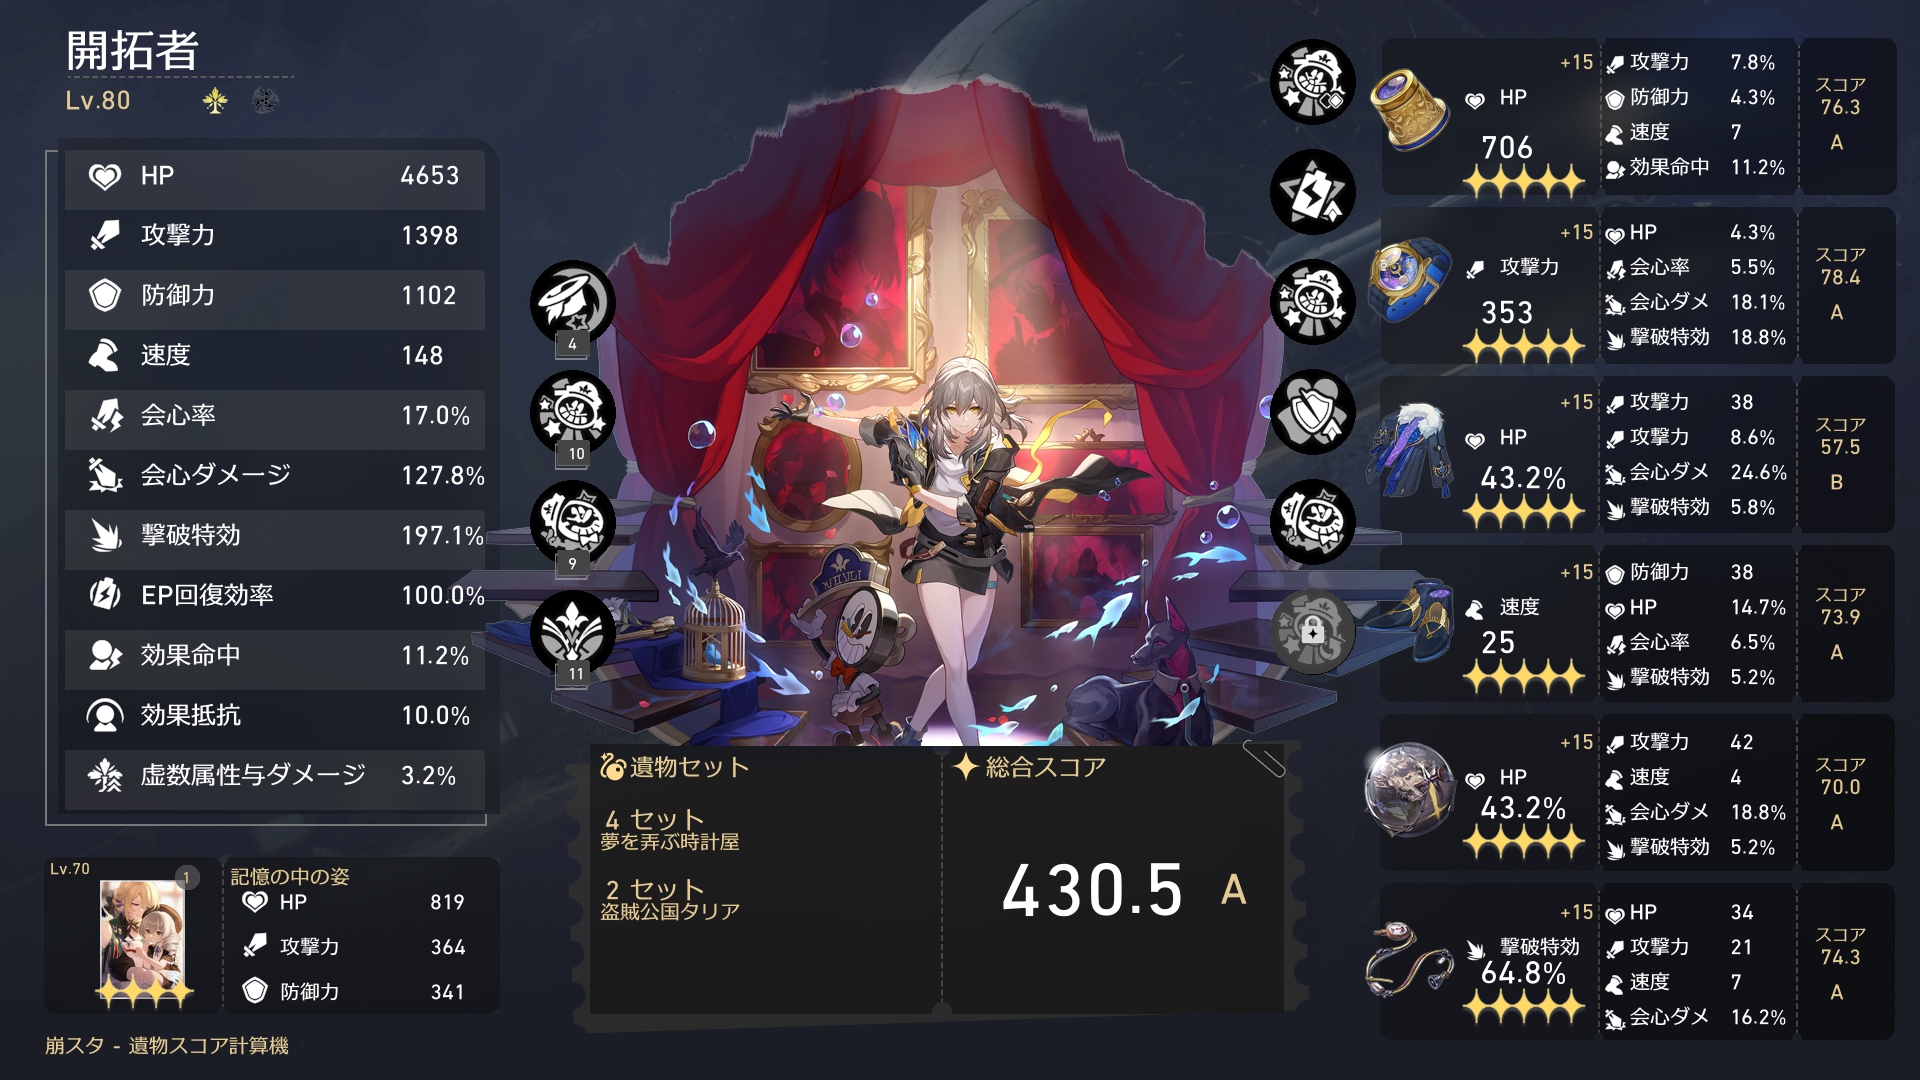 開拓者
Lv.80
HP 4653
攻撃力 1398
防御力 1102
速度 148
会心率 17.0%
会心ダメージ 127.8%
撃破特効 197.1%
EP回復効率 100.0%
効果命中 11.2%
効果抵抗 10.0%
虚数属性与ダメージ 3.2%
Lv.70
1
記憶の中の姿
HP 819
攻撃力 364
防御力 341
崩スタ - 遺物スコア計算機
4
10
9
11
遺物セット
4 セット
夢を弄ぶ時計屋
2 セット
盗賊公国タリア
総合スコア
430.5 A
+15
HP
706
攻撃力 7.8%
防御力 4.3%
速度 7
効果命中 11.2%
スコア
76.3
A
+15
攻撃力
353
HP 4.3%
会心率 5.5%
会心ダメ 18.1%
撃破特効 18.8%
スコア
78.4
A
+15
HP
43.2%
攻撃力 38
攻撃力 8.6%
会心ダメ 24.6%
撃破特効 5.8%
スコア
57.5
B
+15
速度
25
防御力 38
HP 14.7%
会心率 6.5%
撃破特効 5.2%
スコア
73.9
A
+15
HP
43.2%
攻撃力 42
速度 4
会心ダメ 18.8%
撃破特効 5.2%
スコア
70.0
A
+15
撃破特効
64.8%
HP 34
攻撃力 21
速度 7
会心ダメ 16.2%
スコア
74.3
A